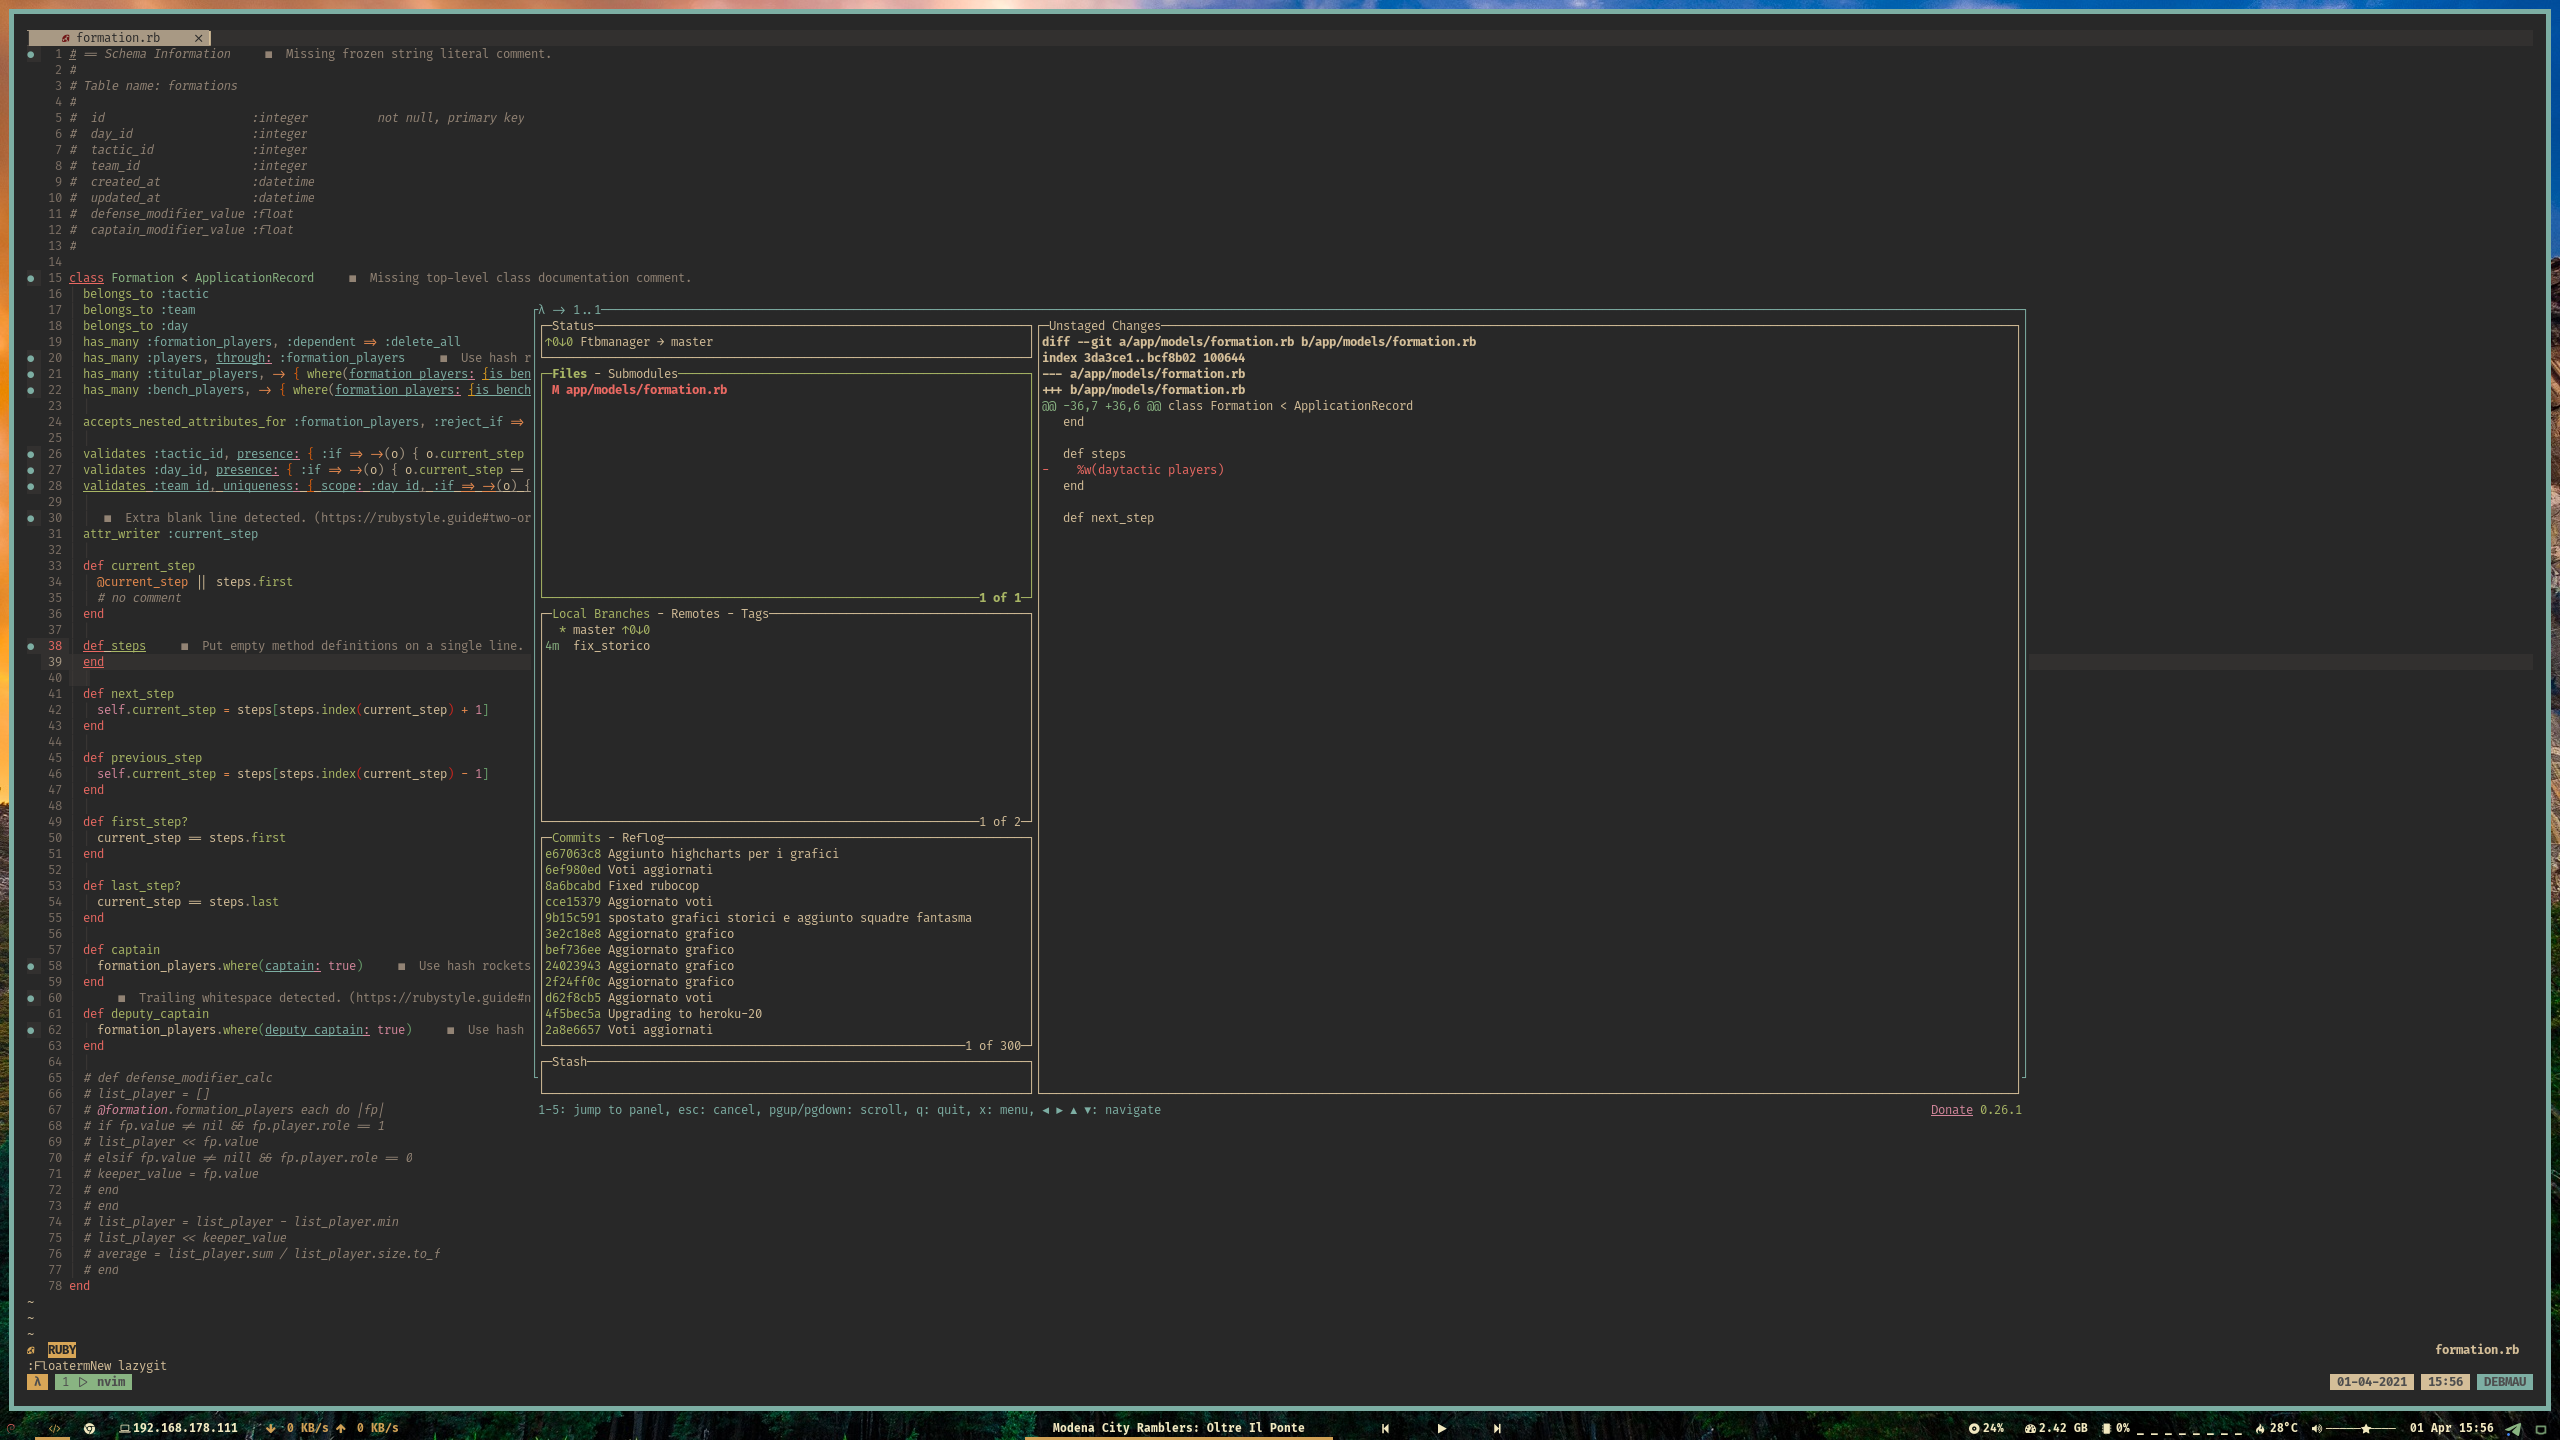 formation.rb ×
1 # == Schema Information ■ Missing frozen string literal comment.
2 #
3 # Table name: formations
4 #
5 # id :integer not null, primary key
6 # day_id :integer
7 # tactic_id :integer
8 # team_id :integer
9 # created_at :datetime
10 # updated_at :datetime
11 # defense_modifier_value :float
12 # captain_modifier_value :float
13 #
14
15 class Formation < ApplicationRecord ■ Missing top-level class documentation comment.
16 belongs_to :tactic
17 belongs_to :team
18 belongs_to :day
19 has_many :formation_players, :dependent => :delete_all
20 has_many :players, through: :formation_players ■ Use hash r
21 has_many :titular_players, -> { where(formation_players: {is_ben
22 has_many :bench_players, -> { where(formation_players: {is_bench
23
24 accepts_nested_attributes_for :formation_players, :reject_if =>
25
26 validates :tactic_id, presence: { :if => ->(o) { o.current_step
27 validates :day_id, presence: { :if => ->(o) { o.current_step ==
28 validates :team_id, uniqueness: { scope: :day_id, :if => ->(o) {
29
30 ■ Extra blank line detected. (https://rubystyle.guide#two-or
31 attr_writer :current_step
32
33 def current_step
34 @current_step || steps.first
35 # no comment
36 end
37
38 def steps ■ Put empty method definitions on a single line.
39 end
40
41 def next_step
42 self.current_step = steps[steps.index(current_step) + 1]
43 end
44
45 def previous_step
46 self.current_step = steps[steps.index(current_step) - 1]
47 end
48
49 def first_step?
50 current_step == steps.first
51 end
52
53 def last_step?
54 current_step == steps.last
55 end
56
57 def captain
58 formation_players.where(captain: true) ■ Use hash rockets
59 end
60 ■ Trailing whitespace detected. (https://rubystyle.guide#n
61 def deputy_captain
62 formation_players.where(deputy_captain: true) ■ Use hash
63 end
64
65 # def defense_modifier_calc
66 # list_player = []
67 # @formation.formation_players each do |fp|
68 # if fp.value != nil && fp.player.role == 1
69 # list_player << fp.value
70 # elsif fp.value != nill && fp.player.role == 0
71 # keeper_value = fp.value
72 # end
73 # end
74 # list_player = list_player - list_player.min
75 # list_player << keeper_value
76 # average = list_player.sum / list_player.size.to_f
77 # end
78 end
~
~
~
λ -> 1..1
Status
↑0↓0 Ftbmanager → master
Files - Submodules
M app/models/formation.rb
1 of 1
Local Branches - Remotes - Tags
* master ↑0↓0
4m fix_storico
1 of 2
Commits - Reflog
e67063c8 Aggiunto highcharts per i grafici
6ef980ed Voti aggiornati
8a6bcabd Fixed rubocop
cce15379 Aggiornato voti
9b15c591 spostato grafici storici e aggiunto squadre fantasma
3e2c18e8 Aggiornato grafico
bef736ee Aggiornato grafico
24023943 Aggiornato grafico
2f24ff0c Aggiornato grafico
d62f8cb5 Aggiornato voti
4f5bec5a Upgrading to heroku-20
2a8e6657 Voti aggiornati
1 of 300
Stash
Unstaged Changes
diff --git a/app/models/formation.rb b/app/models/formation.rb
index 3da3ce1..bcf8b02 100644
--- a/app/models/formation.rb
+++ b/app/models/formation.rb
@@ -36,7 +36,6 @@ class Formation < ApplicationRecord
end
def steps
- %w(daytactic players)
end
def next_step
1-5: jump to panel, esc: cancel, pgup/pgdown: scroll, q: quit, x: menu, ◄ ► ▲ ▼: navigate
Donate 0.26.1
RUBY formation.rb
:FloatermNew lazygit
λ 1 ▷ nvim 01-04-2021 15:56 DEBMAU
192.168.178.111 0 KB/s 0 KB/s Modena City Ramblers: Oltre Il Ponte 24% 2.42 GB 0% _ _ _ _ _ _ _ _ 28°C 01 Apr 15:56